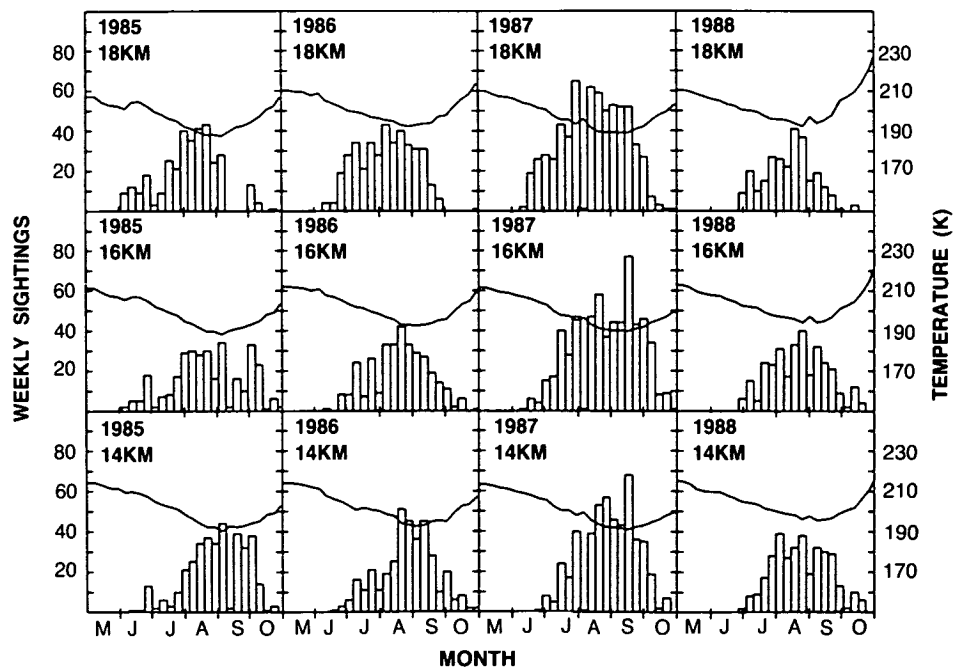 1985 1986 1987 1988
18KM 18KM 18KM 18KM
80 230
60 210
40 190
20 170
1985 1986 1987 1988
16KM 16KM 16KM 16KM
80 230
60 210
40 190
20 170
1985 1986 1987 1988
14KM 14KM 14KM 14KM
80 230
60 210
40 190
20 170
WEEKLY SIGHTINGS
TEMPERATURE (K)
M J J A S O M J J A S O M J J A S O M J J A S O
MONTH